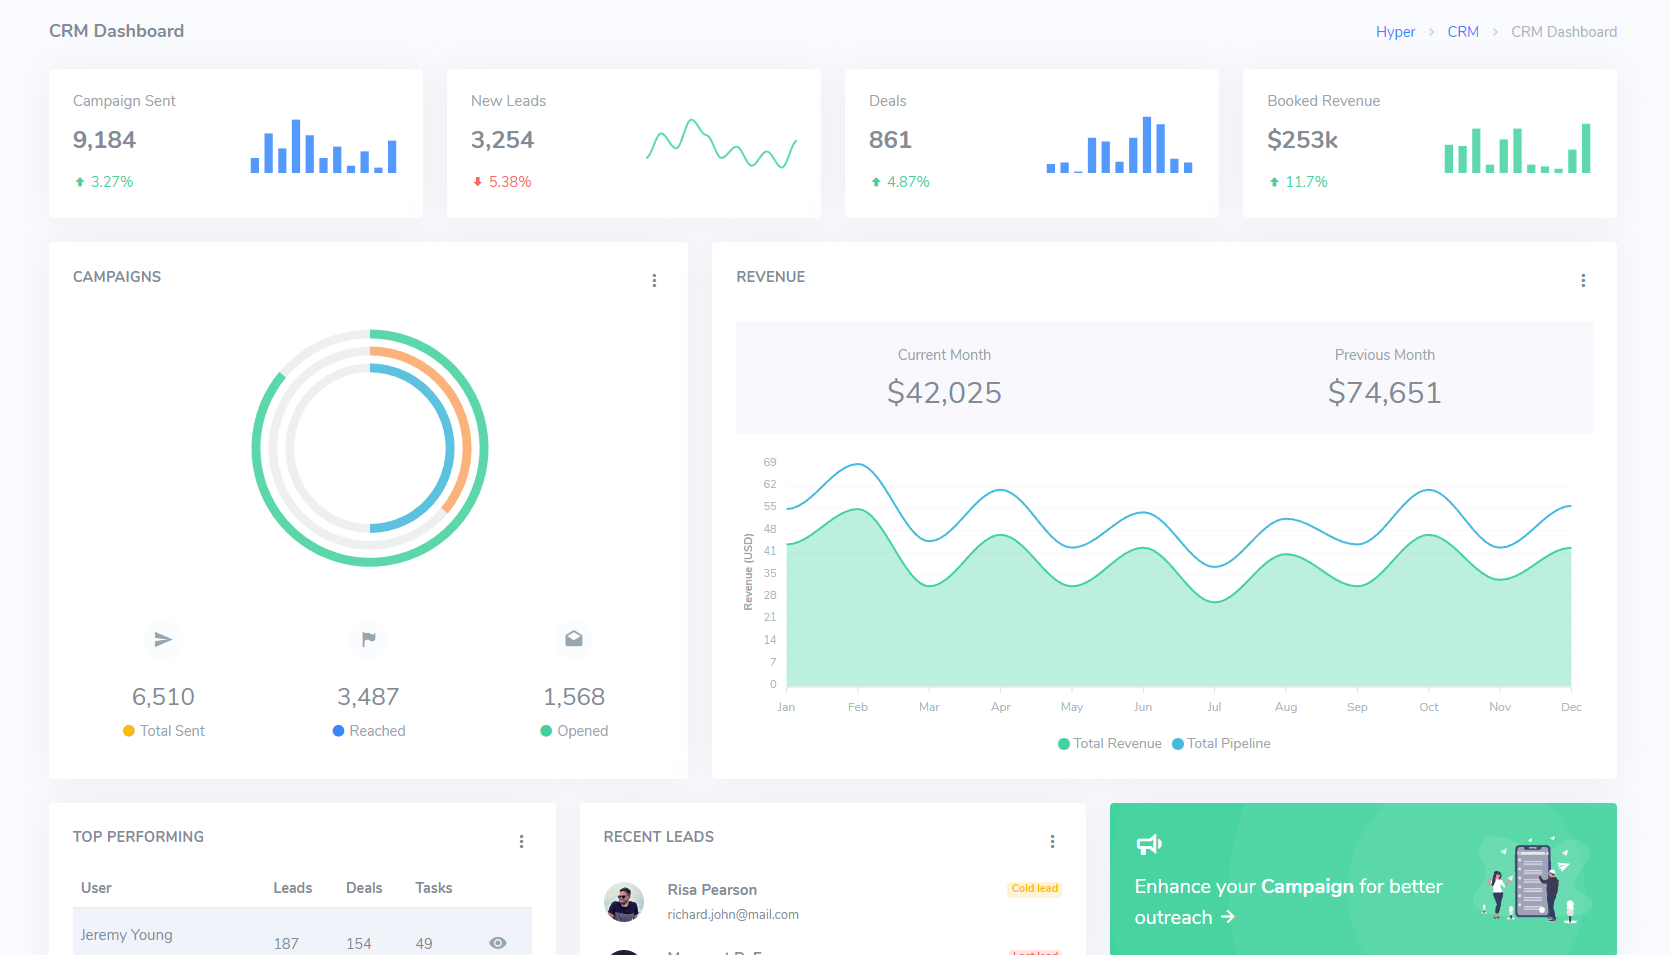 CRM Dashboard
Hyper > CRM > CRM Dashboard
Campaign Sent
9,184
3.27%
New Leads
3,254
5.38%
Deals
861
4.87%
Booked Revenue
$253k
11.7%
CAMPAIGNS
6,510
Total Sent
3,487
Reached
1,568
Opened
REVENUE
Current Month
$42,025
Previous Month
$74,651
Revenue (USD)
69
62
55
48
41
35
28
21
14
7
0
Jan Feb Mar Apr May Jun Jul Aug Sep Oct Nov Dec
Total Revenue Total Pipeline
TOP PERFORMING
User Leads Deals Tasks
Jeremy Young 187 154 49
RECENT LEADS
Risa Pearson
richard.john@mail.com
Cold lead
Enhance your Campaign for better
outreach →